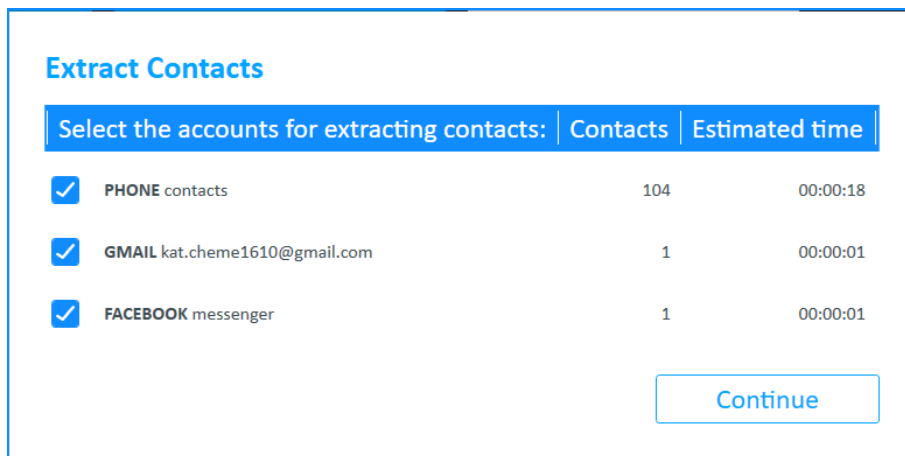 Extract Contacts
Select the accounts for extracting contacts: Contacts Estimated time
PHONE contacts 104 00:00:18
GMAIL kat.cheme1610@gmail.com 1 00:00:01
FACEBOOK messenger 1 00:00:01
Continue